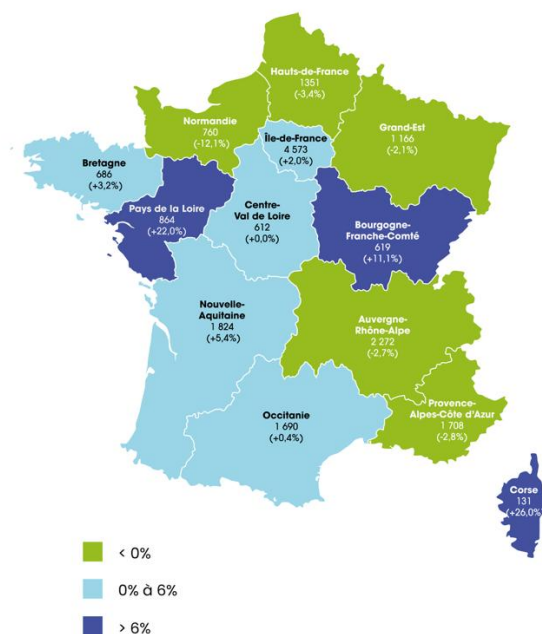 Hauts-de-France
1351
(-3,4%)
Normandie
760
(-12,1%)
Île-de-France
4 573
(+2,0%)
Grand-Est
1 166
(-2,1%)
Bretagne
686
(+3,2%)
Pays de la Loire
864
(+22,0%)
Centre-
Val de Loire
612
(+0,0%)
Bourgogne-
Franche-Comté
619
(+11,1%)
Nouvelle-
Aquitaine
1 824
(+5,4%)
Auvergne-
Rhône-Alpe
2 272
(-2,7%)
Occitanie
1 690
(+0,4%)
Provence-
Alpes-Côte d'Azur
1 708
(-2,8%)
Corse
131
(+26,0%)
< 0%
0% à 6%
> 6%